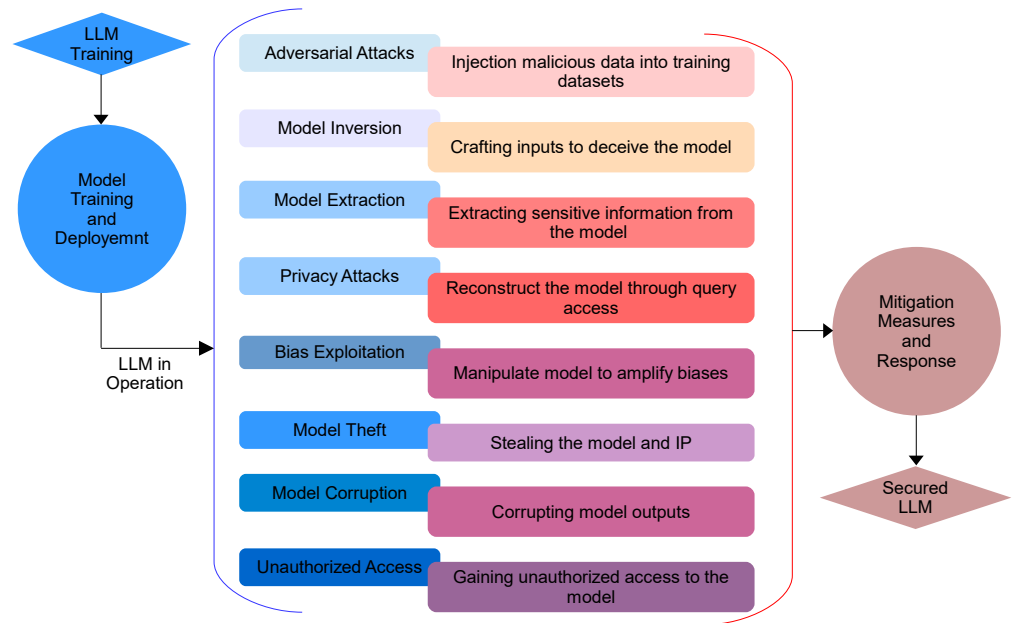 LLM
Training
Model
Training
and
Deployemnt
LLM in
Operation
Adversarial Attacks
Injection malicious data into training
datasets
Model Inversion
Crafting inputs to deceive the model
Model Extraction
Extracting sensitive information from
the model
Privacy Attacks
Reconstruct the model through query
access
Bias Exploitation
Manipulate model to amplify biases
Model Theft
Stealing the model and IP
Model Corruption
Corrupting model outputs
Unauthorized Access
Gaining unauthorized access to the
model
Mitigation
Measures
and
Response
Secured
LLM